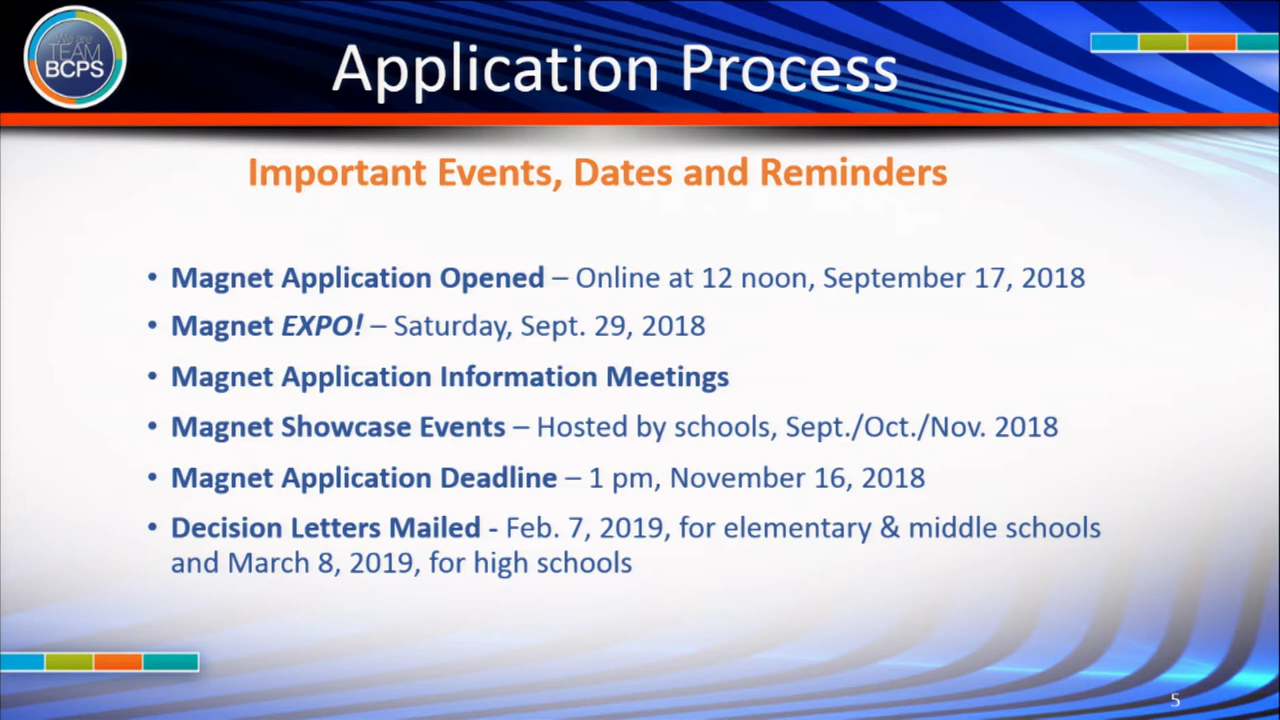 We are
TEAM
BCPS
Application Process
Important Events, Dates and Reminders
• Magnet Application Opened – Online at 12 noon, September 17, 2018
• Magnet EXPO! – Saturday, Sept. 29, 2018
• Magnet Application Information Meetings
• Magnet Showcase Events – Hosted by schools, Sept./Oct./Nov. 2018
• Magnet Application Deadline – 1 pm, November 16, 2018
• Decision Letters Mailed - Feb. 7, 2019, for elementary & middle schools
and March 8, 2019, for high schools
5